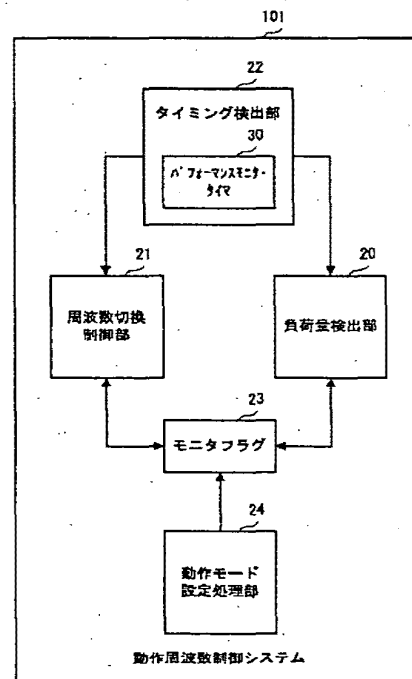 101
22
タイミング検出部
30
パフォーマンスモニタ・
タイマ
21
周波数切換
制御部
20
負荷量検出部
23
モニタフラグ
24
動作モード
設定処理部
動作周波数制御システム